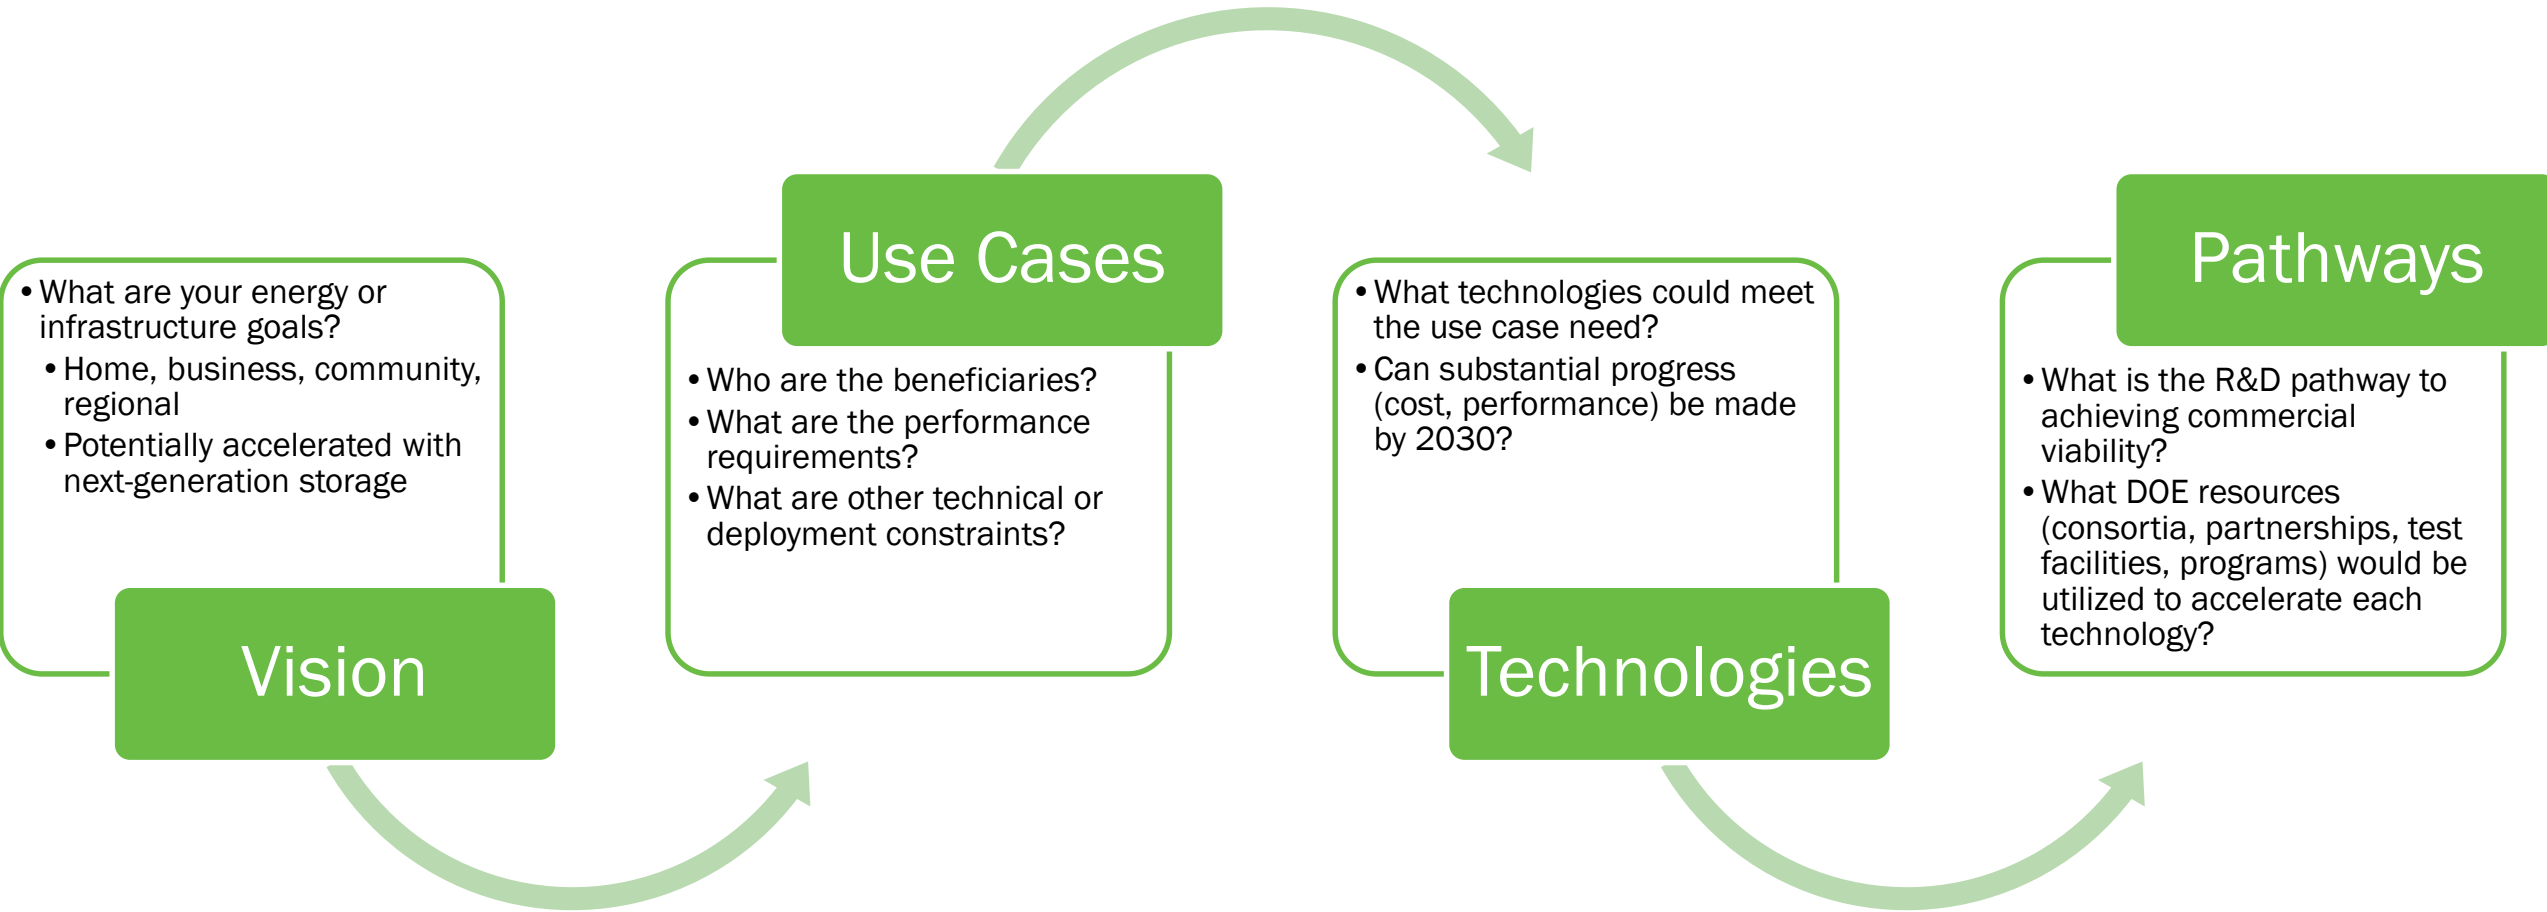 • What are your energy or
infrastructure goals?
• Home, business, community,
regional
• Potentially accelerated with
next-generation storage
Vision
Use Cases
• Who are the beneficiaries?
• What are the performance
requirements?
• What are other technical or
deployment constraints?
• What technologies could meet
the use case need?
• Can substantial progress
(cost, performance) be made
by 2030?
Technologies
Pathways
• What is the R&D pathway to
achieving commercial
viability?
• What DOE resources
(consortia, partnerships, test
facilities, programs) would be
utilized to accelerate each
technology?